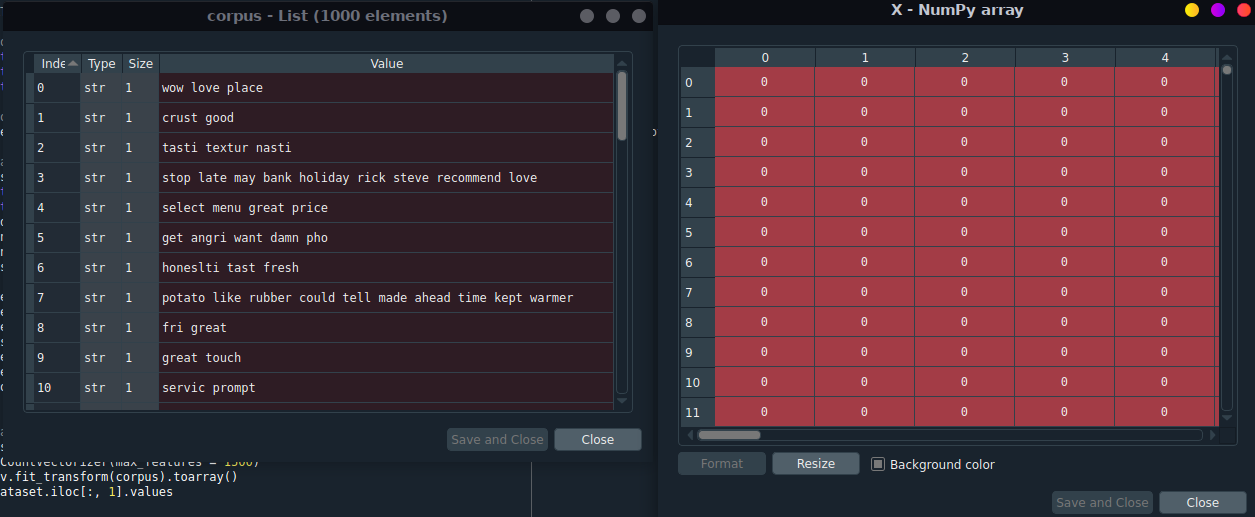 corpus - List (1000 elements)
Inde Type Size Value
0 str 1 wow love place
1 str 1 crust good
2 str 1 tasti textur nasti
3 str 1 stop late may bank holiday rick steve recommend love
4 str 1 select menu great price
5 str 1 get angri want damn pho
6 str 1 honeslti tast fresh
7 str 1 potato like rubber could tell made ahead time kept warmer
8 str 1 fri great
9 str 1 great touch
10 str 1 servic prompt
Save and Close Close
CountVectorizer(max_features = 1500)
v.fit_transform(corpus).toarray()
ataset.iloc[:, 1].values
X - NumPy array
0 1 2 3 4
0 0 0 0 0 0
1 0 0 0 0 0
2 0 0 0 0 0
3 0 0 0 0 0
4 0 0 0 0 0
5 0 0 0 0 0
6 0 0 0 0 0
7 0 0 0 0 0
8 0 0 0 0 0
9 0 0 0 0 0
10 0 0 0 0 0
11 0 0 0 0 0
Format Resize Background color
Save and Close Close